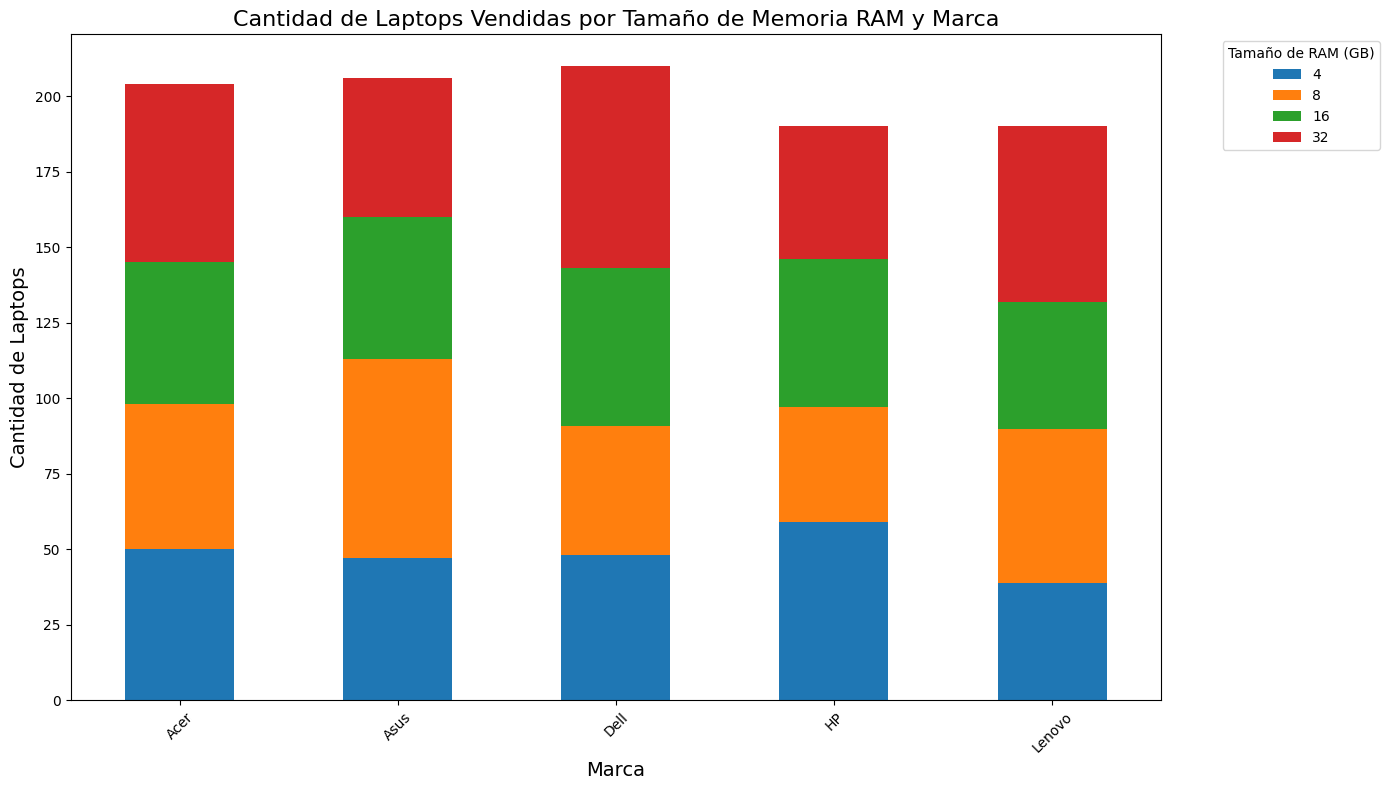 Cantidad de Laptops Vendidas por Tamaño de Memoria RAM y Marca
Tamaño de RAM (GB)
4
8
16
32
Cantidad de Laptops
200
175
150
125
100
75
50
25
0
Acer
Asus
Dell
HP
Lenovo
Marca